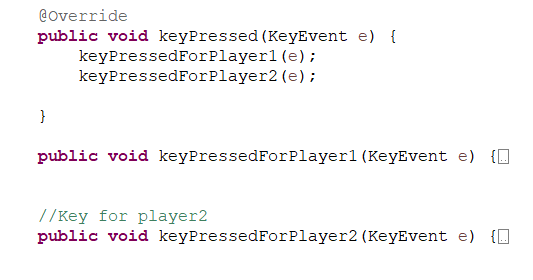 @Override
public void keyPressed(KeyEvent e) {
keyPressedForPlayer1(e);
keyPressedForPlayer2(e);
}
public void keyPressedForPlayer1(KeyEvent e) {..
//Key for player2
public void keyPressedForPlayer2(KeyEvent e) {..